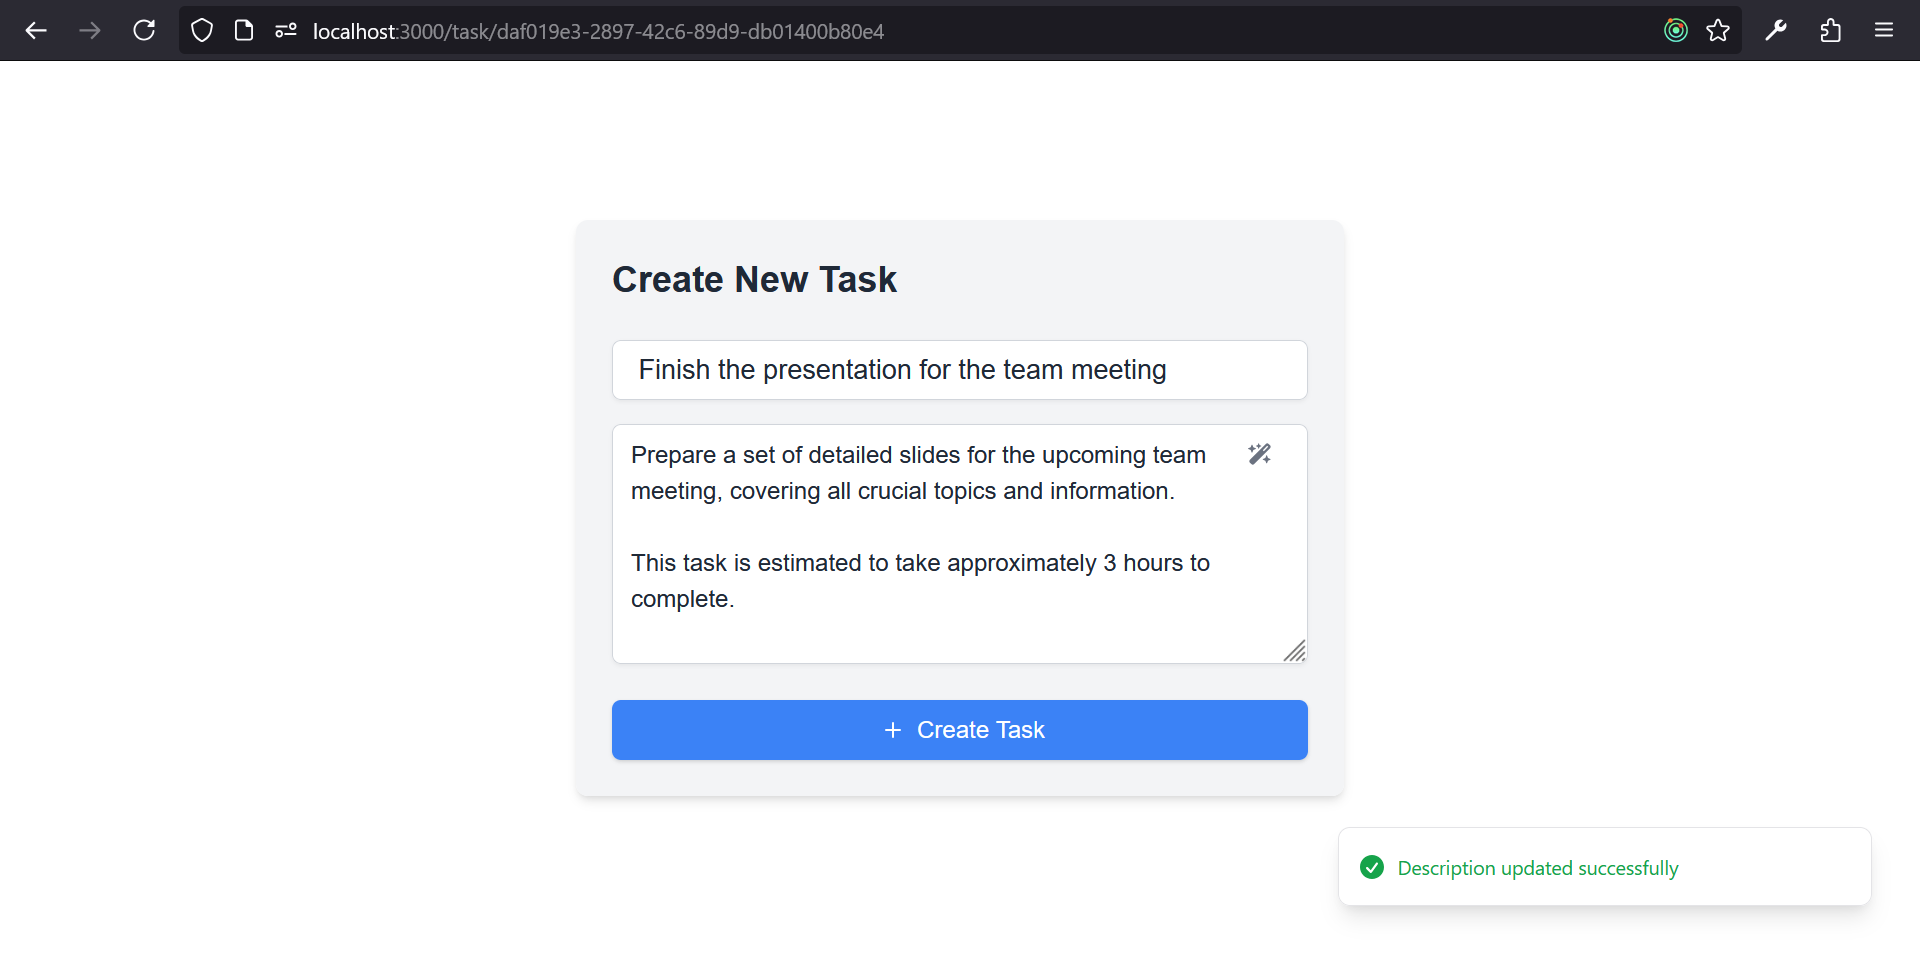 localhost:3000/task/daf019e3-2897-42c6-89d9-db01400b80e4
Create New Task
Finish the presentation for the team meeting
Prepare a set of detailed slides for the upcoming team
meeting, covering all crucial topics and information.
This task is estimated to take approximately 3 hours to
complete.
+ Create Task
Description updated successfully